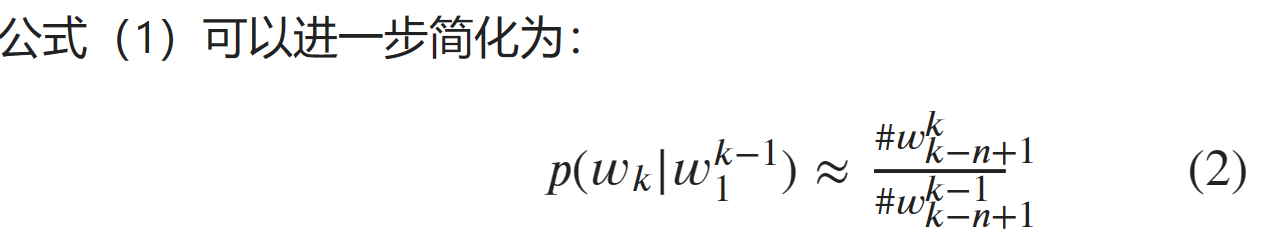 公式（1）可以进一步简化为：
p(w_k|w_1^{k-1}) ≈ \frac{#w_{k-n+1}^{k}}{#w_{k-n+1}^{k-1}} (2)